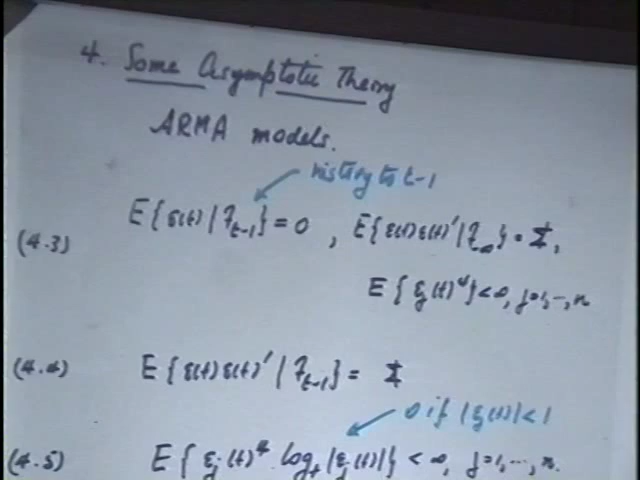 4. Some Asymptotic Theory
ARMA models.
history to t-1
(4.3) E{ε(t)|ℱ_{t-1}} = 0 , E{ε(t)ε(t)'|ℱ_{-∞}} = Σ,
E{ε_j(t)^4} < ∞, j=1,...,n
(4.4) E{ε(t)ε(t)'|ℱ_{t-1}} = Σ
0 if |ε_j(t)| < 1
(4.5) E{ε_j(t)^4 log_+ |ε_j(t)|} < ∞, j=1,...,n.